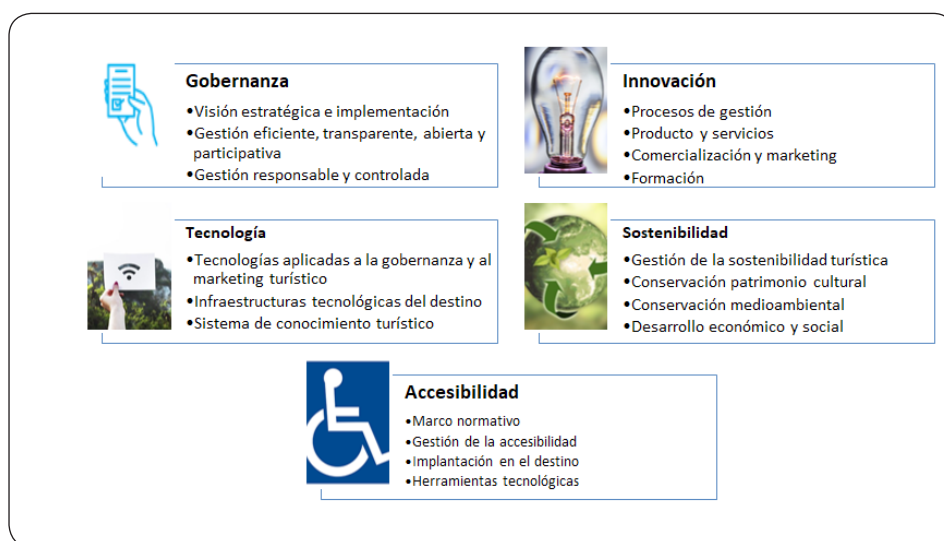 Gobernanza
•Visión estratégica e implementación
•Gestión eficiente, transparente, abierta y
participativa
•Gestión responsable y controlada
Innovación
•Procesos de gestión
•Producto y servicios
•Comercialización y marketing
•Formación
Tecnología
•Tecnologías aplicadas a la gobernanza y al
marketing turístico
•Infraestructuras tecnológicas del destino
•Sistema de conocimiento turístico
Sostenibilidad
•Gestión de la sostenibilidad turística
•Conservación patrimonio cultural
•Conservación medioambiental
•Desarrollo económico y social
Accesibilidad
•Marco normativo
•Gestión de la accesibilidad
•Implantación en el destino
•Herramientas tecnológicas